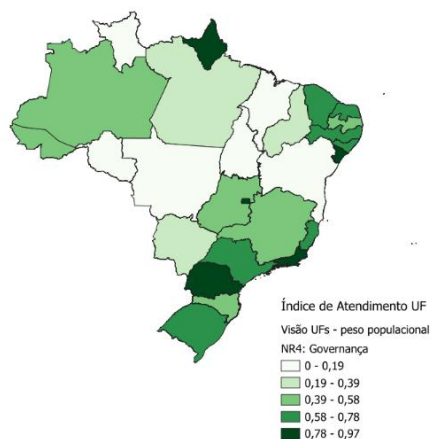 Índice de Atendimento UF
Visão UFs - peso populacional
NR4: Governança
0 - 0,19
0,19 - 0,39
0,39 - 0,58
0,58 - 0,78
0,78 - 0,97